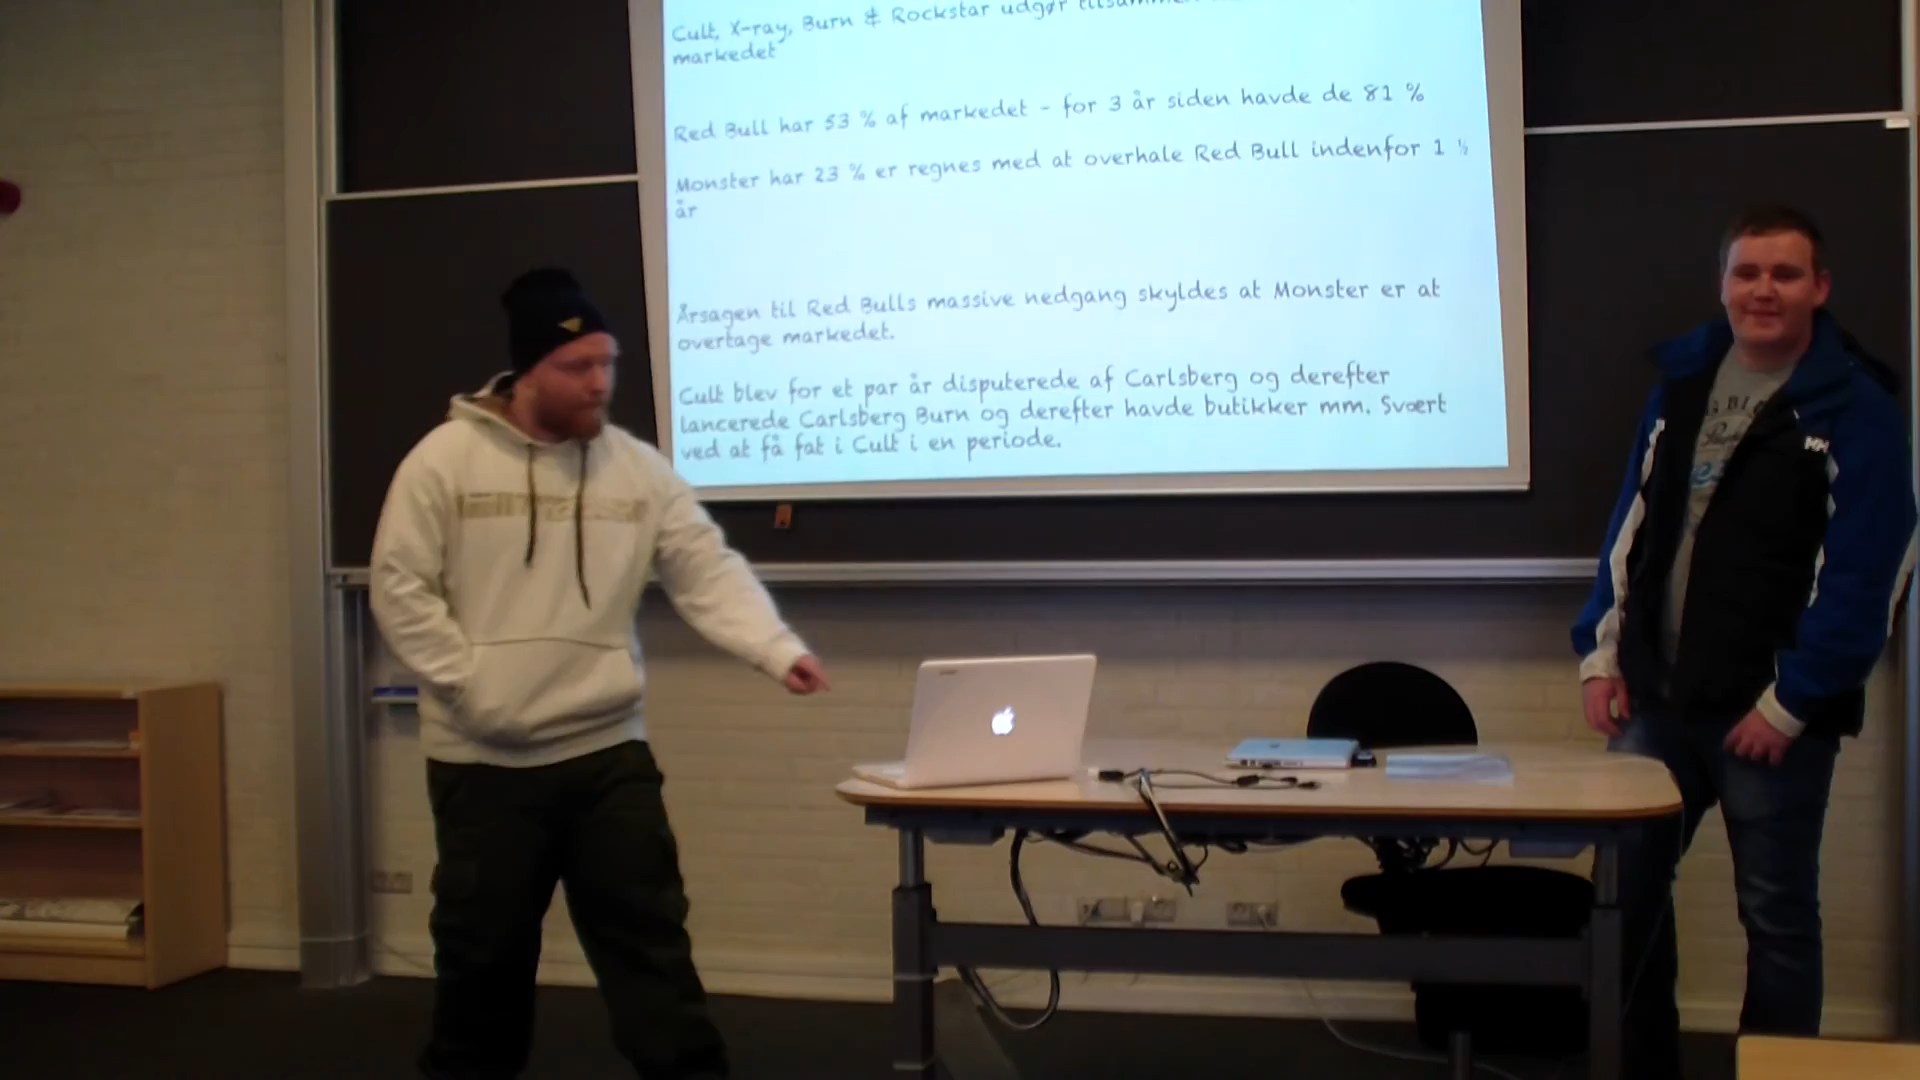 Cult, X-ray, Burn & Rockstar udgør tilsammen
markedet
Red Bull har 53 % af markedet - for 3 år siden havde de 81 %
Monster har 23 % er regnes med at overhale Red Bull indenfor 1 ½
år
Årsagen til Red Bulls massive nedgang skyldes at Monster er at
overtage markedet.
Cult blev for et par år disputerede af Carlsberg og derefter
lancerede Carlsberg Burn og derefter havde butikker mm. Svært
ved at få fat i Cult i en periode.
HH